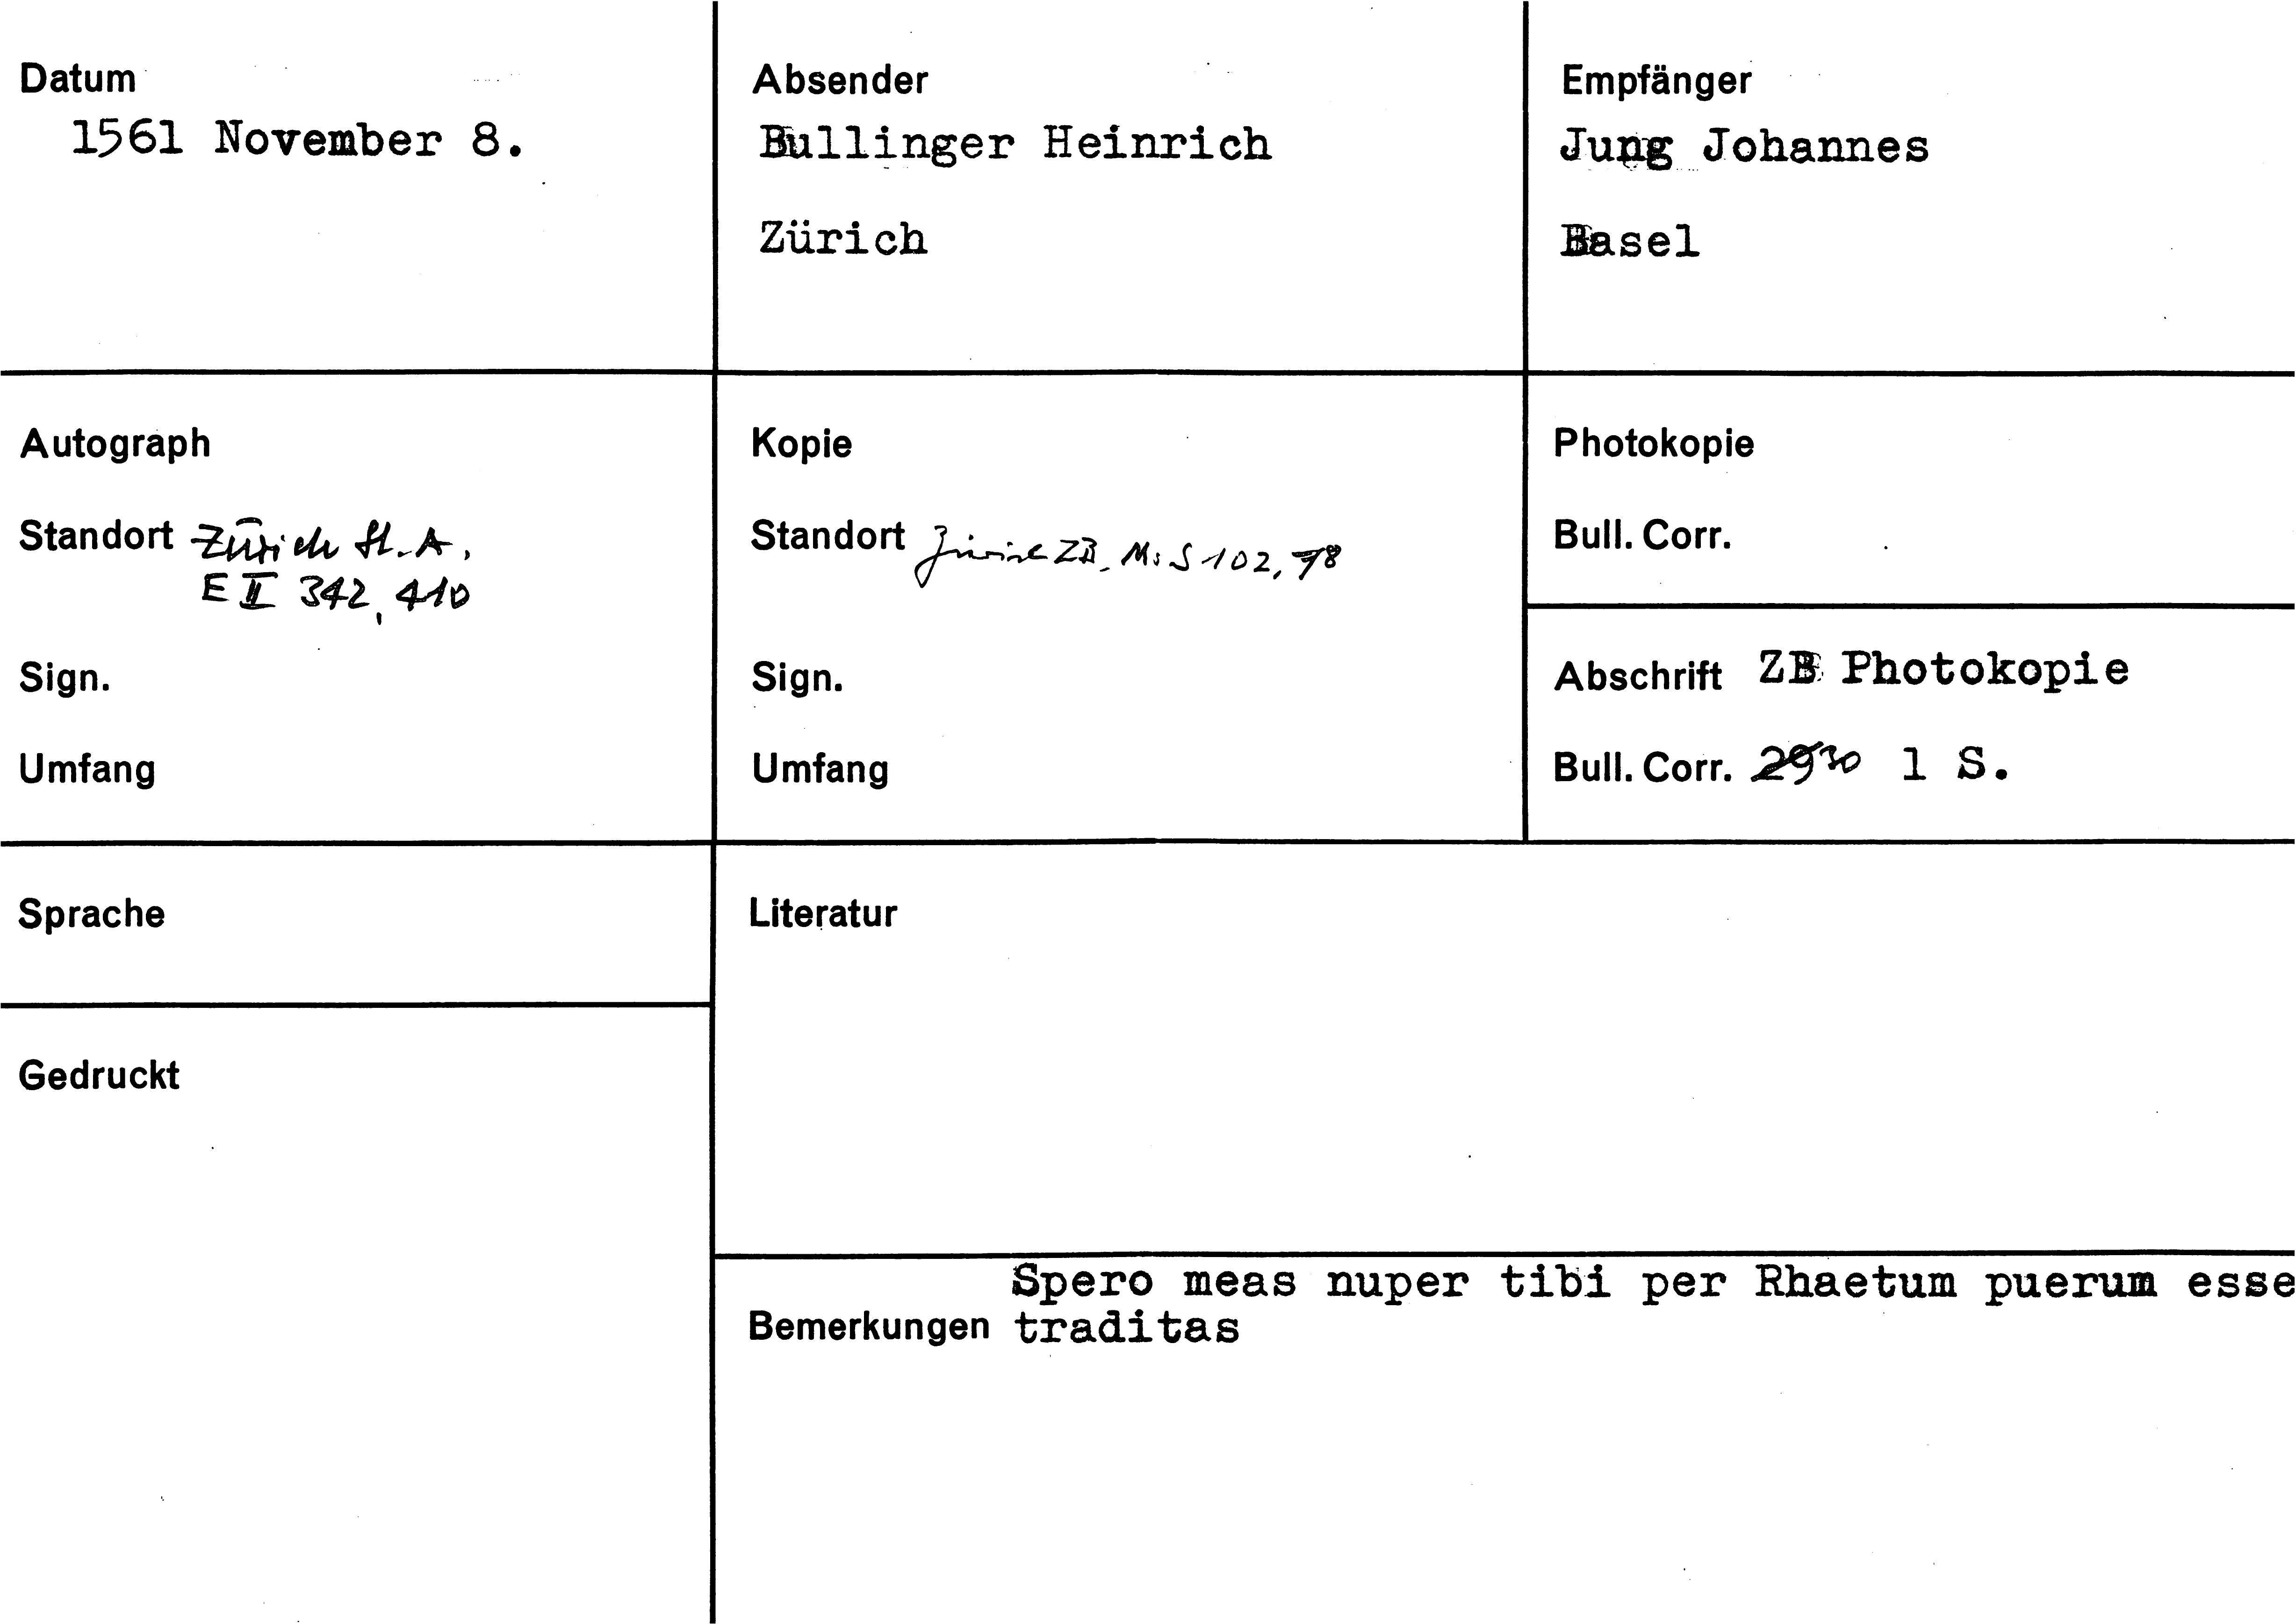 Datum
1561 November 8.
Absender
Bullinger Heinrich
Zürich
Empfänger
Jung Johannes
Basel
Autograph
Standort Zürich St.A,
E II 342, 410
Sign.
Umfang
Kopie
Standort Zürich ZB. Ms S 102, 78
Sign.
Umfang
Photokopie
Bull. Corr.
Abschrift ZB Photokopie
Bull. Corr. 2930 1 S.
Sprache
Gedruckt
Literatur
Spero meas nuper tibi per Rhaetum puerum esse
Bemerkungen traditas